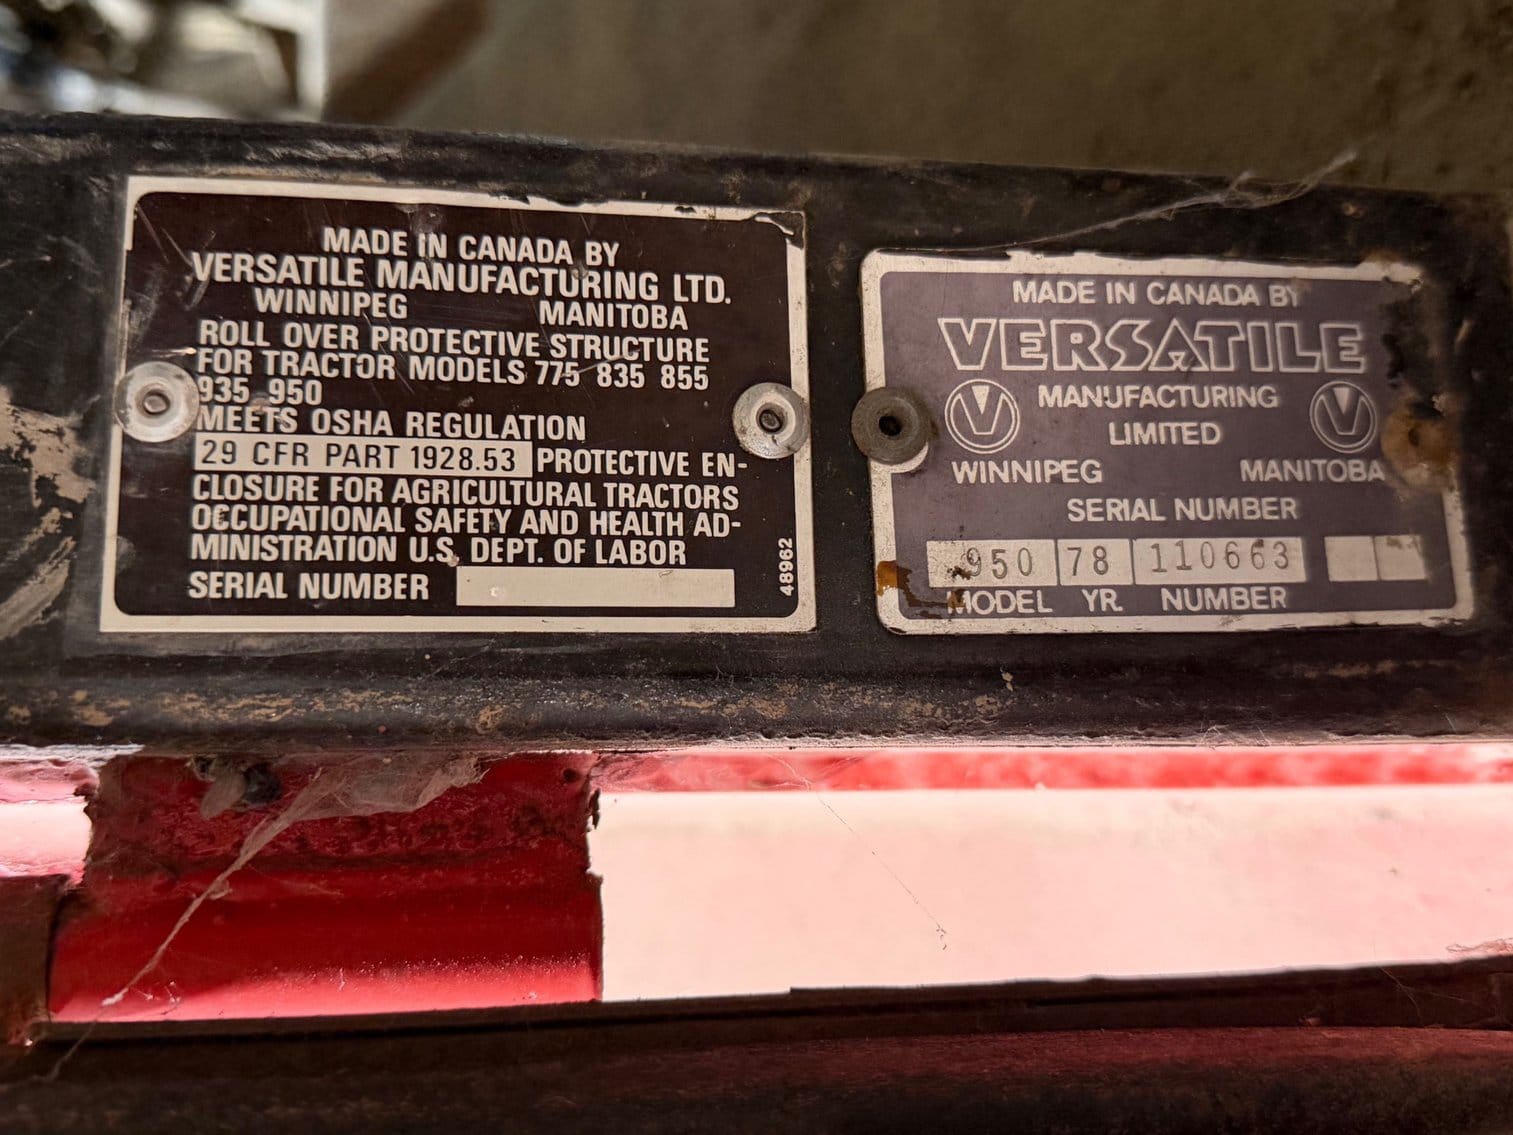 MADE IN CANADA BY
VERSATILE MANUFACTURING LTD.
WINNIPEG MANITOBA
ROLL OVER PROTECTIVE STRUCTURE
FOR TRACTOR MODELS 775 835 855
935 950
MEETS OSHA REGULATION
29 CFR PART 1928.53 PROTECTIVE EN-
CLOSURE FOR AGRICULTURAL TRACTORS
OCCUPATIONAL SAFETY AND HEALTH AD-
MINISTRATION U.S. DEPT. OF LABOR
SERIAL NUMBER
48962
MADE IN CANADA BY
VERSATILE
MANUFACTURING
LIMITED
WINNIPEG MANITOBA
SERIAL NUMBER
950 78 110663
MODEL YR. NUMBER